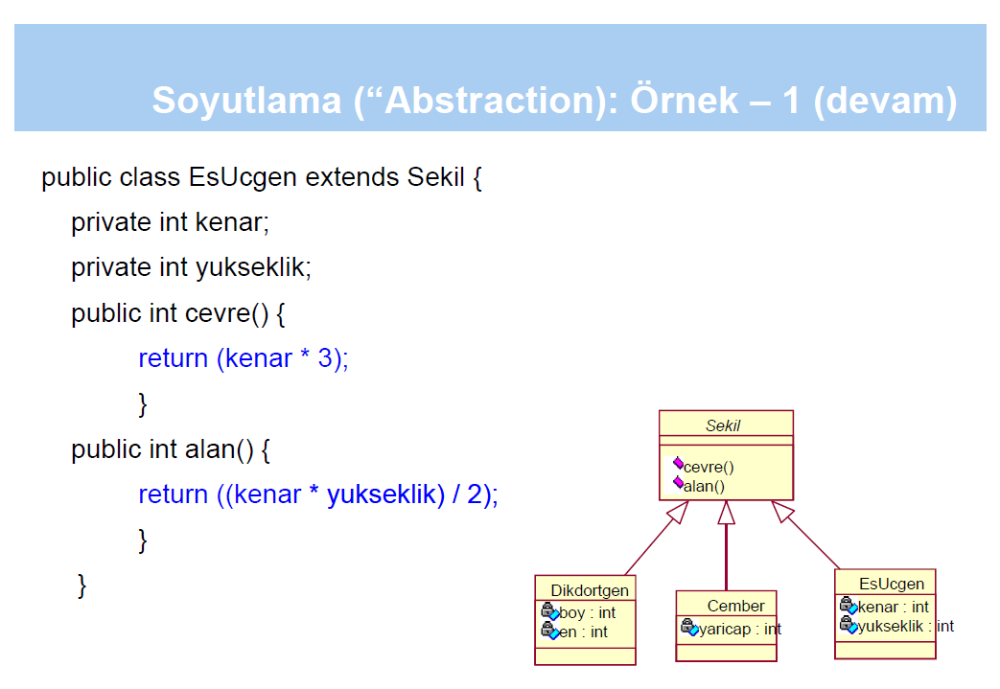 Soyutlama (“Abstraction): Örnek – 1 (devam)
public class EsUcgen extends Sekil {
private int kenar;
private int yukseklik;
public int cevre() {
return (kenar * 3);
}
public int alan() {
return ((kenar * yukseklik) / 2);
}
}
Sekil
cevre()
alan()
Dikdortgen
boy : int
en : int
Cember
yaricap : int
EsUcgen
kenar : int
yukseklik : int